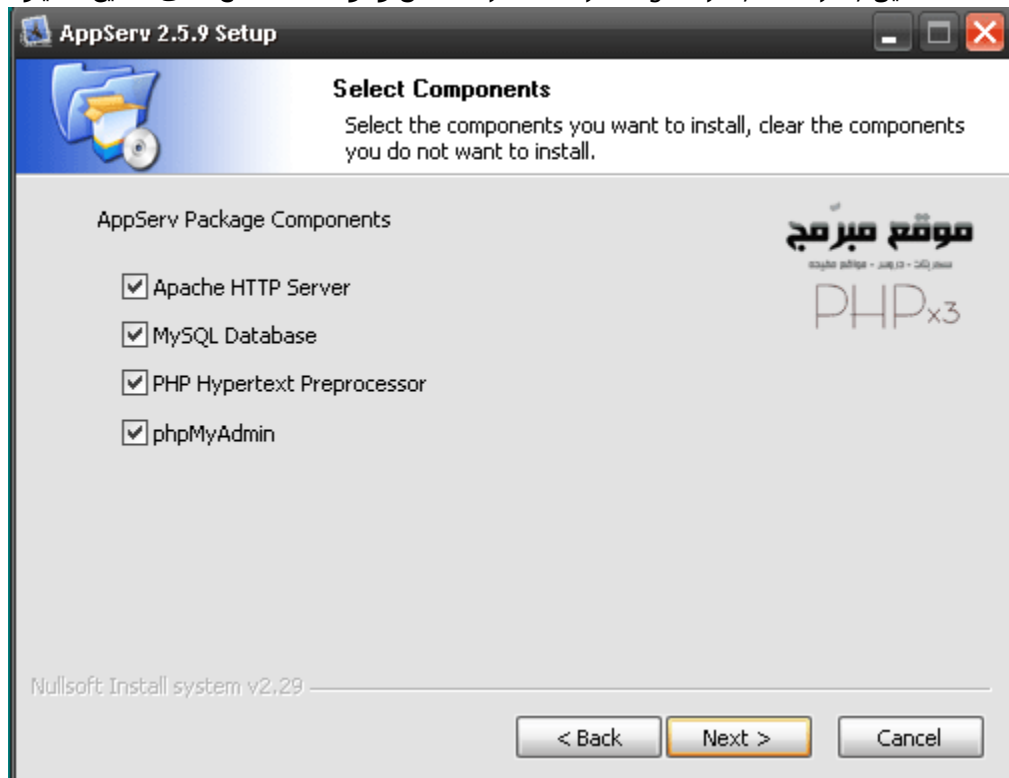 AppServ 2.5.9 Setup
Select Components
Select the components you want to install, clear the components
you do not want to install.
AppServ Package Components
موقع مبرمج
PHPx3
Apache HTTP Server
MySQL Database
PHP Hypertext Preprocessor
phpMyAdmin
Nullsoft Install system v2.29
< Back
Next >
Cancel